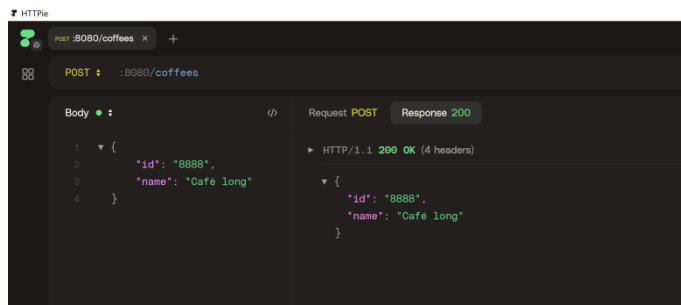 HTTPie
POST :8080/coffees × +
POST :8080/coffees
Body </>
Request POST Response 200
1 ▼ {
2 "id": "8888",
3 "name": "Café long"
4 }
► HTTP/1.1 200 OK (4 headers)
▼ {
"id": "8888",
"name": "Café long"
}